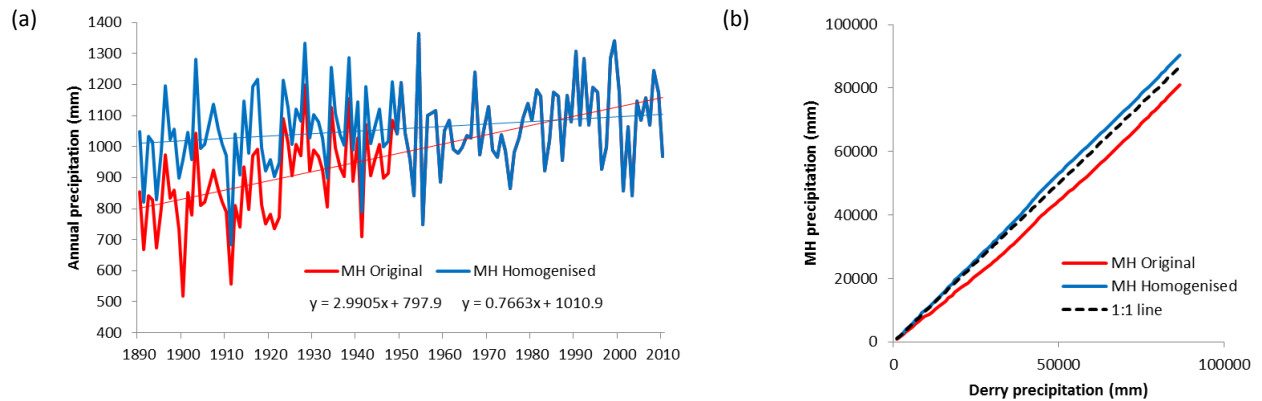 (a)
Annual precipitation (mm)
1400
1300
1200
1100
1000
900
800
700
600
500
400
MH Original
MH Homogenised
y = 2.9905x + 797.9
y = 0.7663x + 1010.9
1890
1900
1910
1920
1930
1940
1950
1960
1970
1980
1990
2000
2010
(b)
MH precipitation (mm)
100000
80000
60000
40000
20000
0
MH Original
MH Homogenised
1:1 line
0
50000
100000
Derry precipitation (mm)